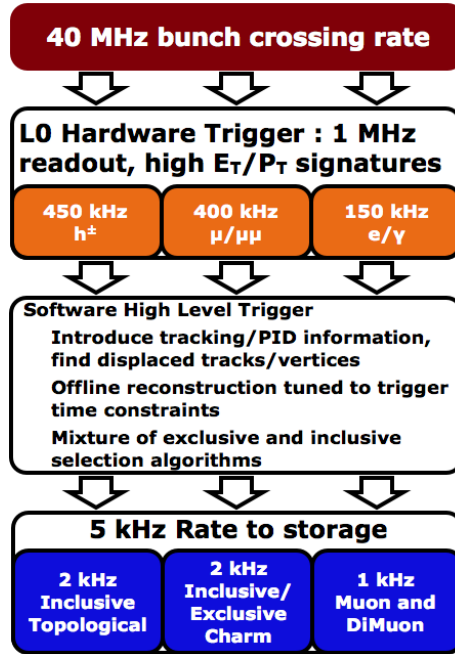 40 MHz bunch crossing rate
L0 Hardware Trigger : 1 MHz
readout, high E_T/P_T signatures
450 kHz
h±
400 kHz
μ/μμ
150 kHz
e/γ
Software High Level Trigger
Introduce tracking/PID information,
find displaced tracks/vertices
Offline reconstruction tuned to trigger
time constraints
Mixture of exclusive and inclusive
selection algorithms
5 kHz Rate to storage
2 kHz
Inclusive
Topological
2 kHz
Inclusive/
Exclusive
Charm
1 kHz
Muon and
DiMuon